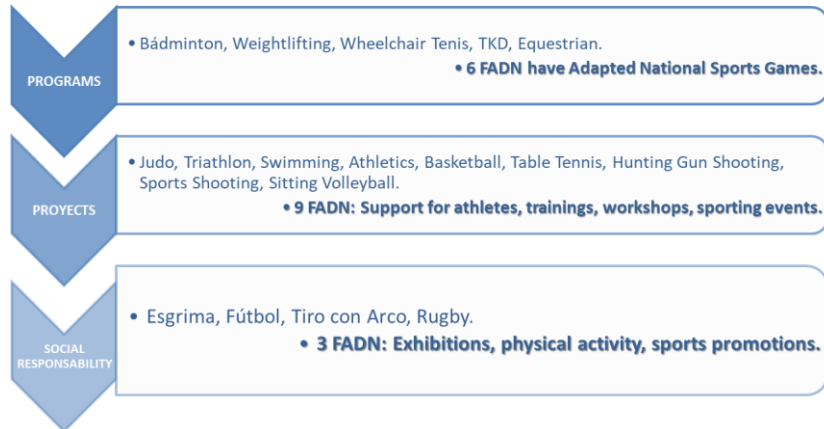 PROGRAMS
• Bádminton, Weightlifting, Wheelchair Tenis, TKD, Equestrian.
• 6 FADN have Adapted National Sports Games.
PROYECTS
• Judo, Triathlon, Swimming, Athletics, Basketball, Table Tennis, Hunting Gun Shooting,
Sports Shooting, Sitting Volleyball.
• 9 FADN: Support for athletes, trainings, workshops, sporting events.
SOCIAL
RESPONSABILITY
• Esgrima, Fútbol, Tiro con Arco, Rugby.
• 3 FADN: Exhibitions, physical activity, sports promotions.